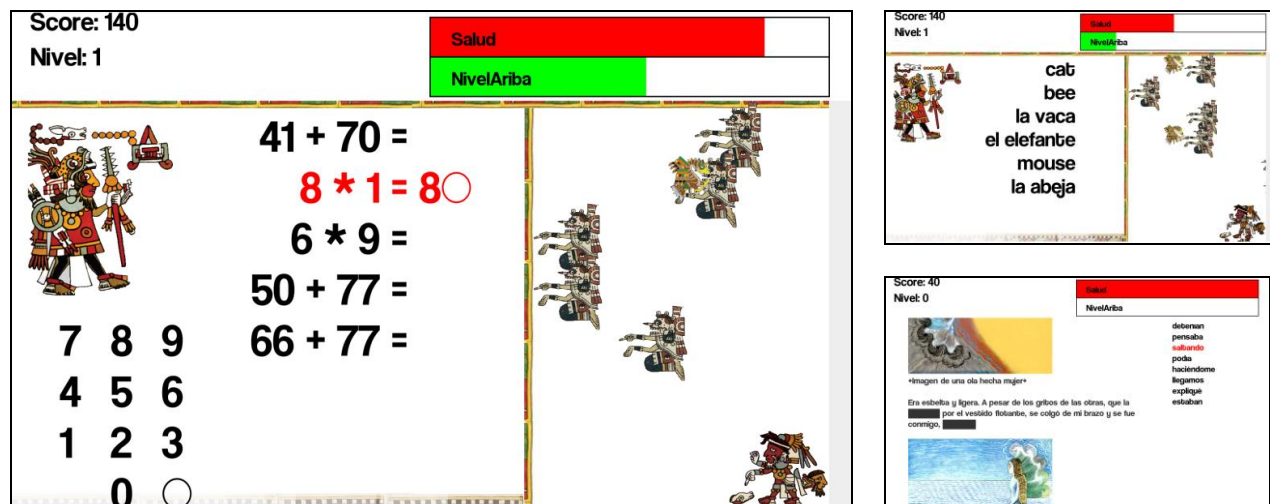 Score: 140
Nivel: 1
Salud
NivelAriba
41 + 70 =
8 * 1 = 8○
6 * 9 =
50 + 77 =
66 + 77 =
7 8 9
4 5 6
1 2 3
0 ○
Score: 140
Nivel: 1
Salud
NivelAriba
cat
bee
la vaca
el elefante
mouse
la abeja
Score: 40
Nivel: 0
Salud
NivelAriba
*Imagen de una ola hecha mujer*
Era esbelta y ligera. A pesar de los gritos de las otras, que la
por el vestido flotante, se colgó de mi brazo y se fue
conmigo,
detenían
pensaba
saltando
podía
haciéndome
llegamos
expliqué
estaban